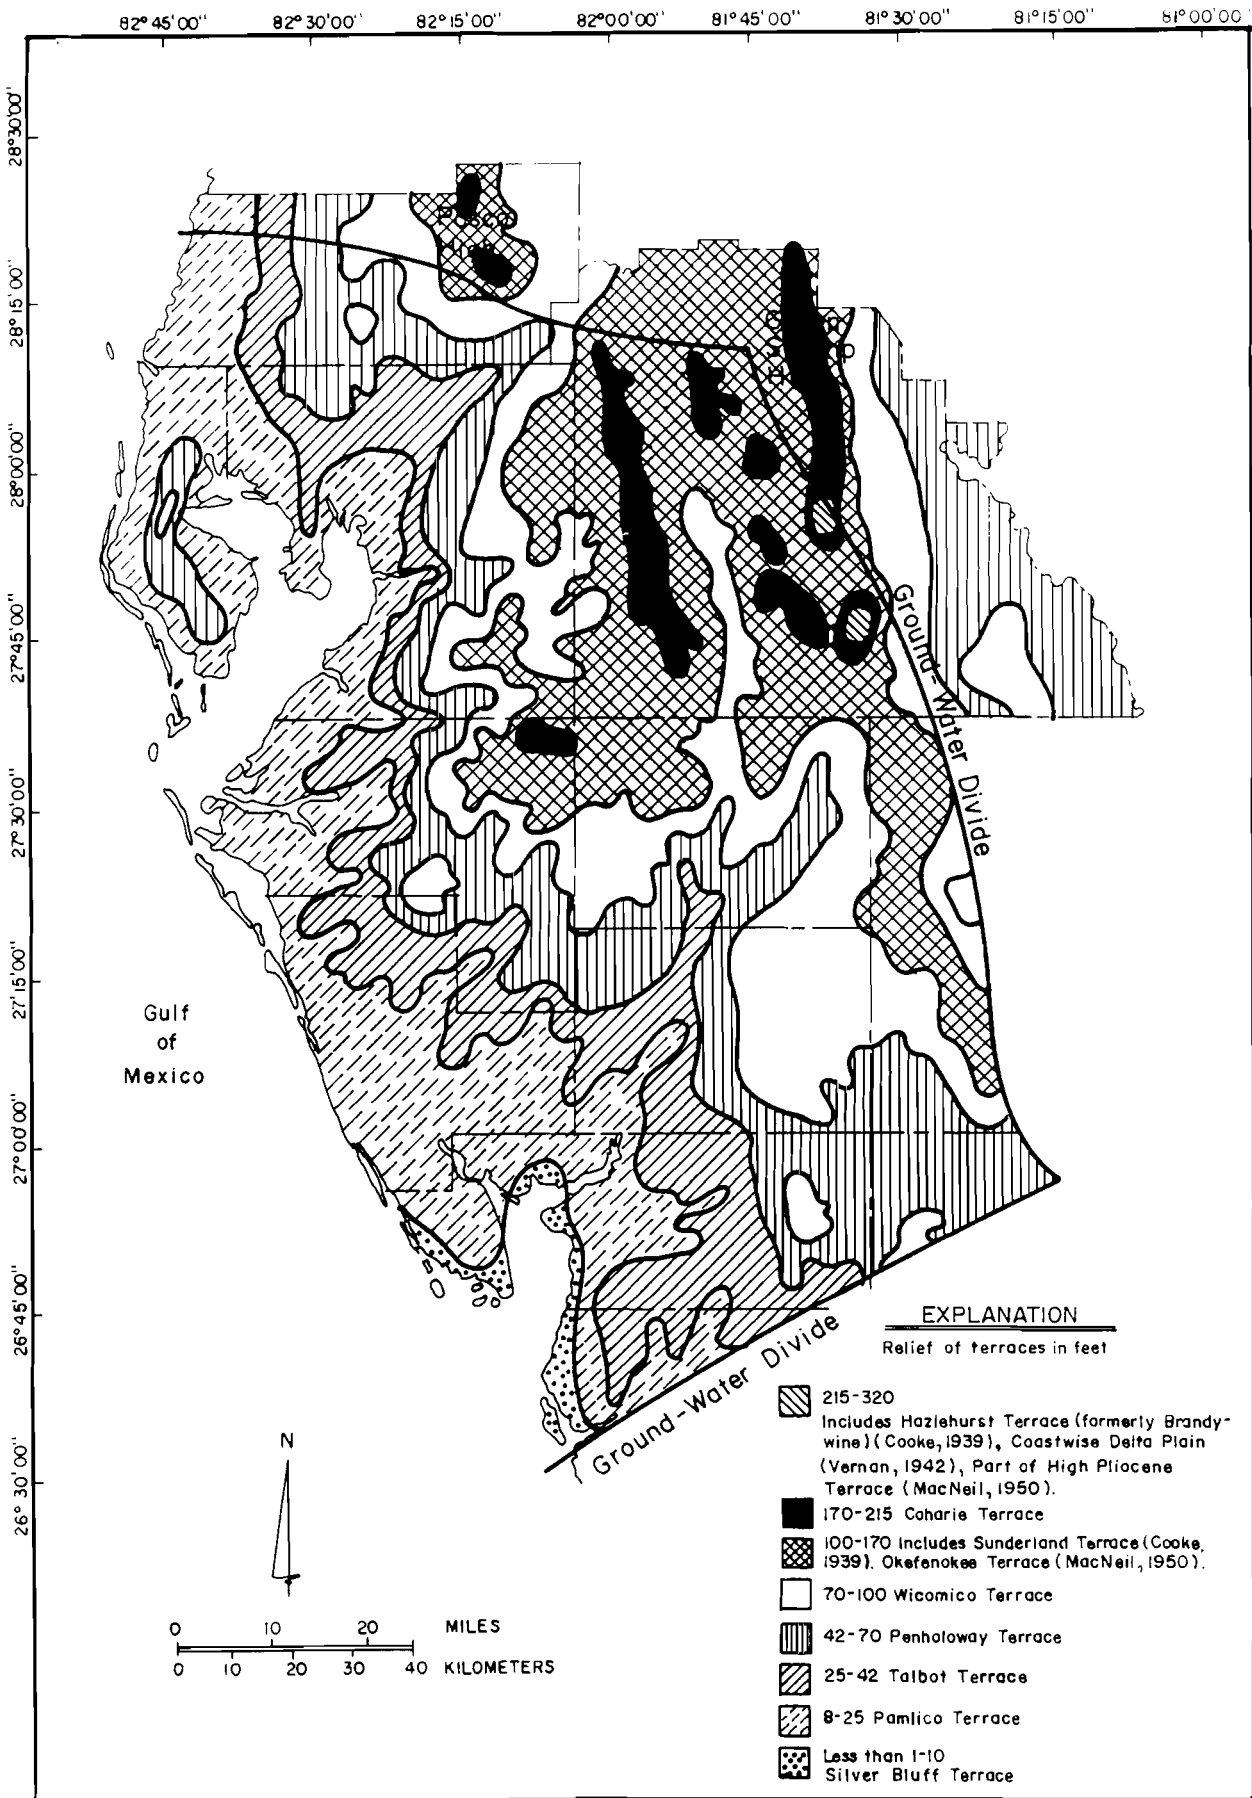 82°45'00" 82°30'00" 82°15'00" 82°00'00" 81°45'00" 81°30'00" 81°15'00" 81°00'00"
28°30'00"
28°15'00"
28°00'00"
27°45'00"
27°30'00"
27°15'00"
27°00'00"
26°45'00"
26°30'00"
Ground-Water Divide
Gulf
of
Mexico
Ground-Water Divide
N
0 10 20 MILES
0 10 20 30 40 KILOMETERS
EXPLANATION
Relief of terraces in feet
215-320
Includes Hazlehurst Terrace (formerly Brandy-
wine) (Cooke, 1939), Coastwise Delta Plain
(Vernan, 1942), Part of High Pliocene
Terrace (MacNeil, 1950).
170-215 Coharie Terrace
100-170 Includes Sunderland Terrace (Cooke,
1939). Okefenokee Terrace (MacNeil, 1950).
70-100 Wicomico Terrace
42-70 Penholoway Terrace
25-42 Talbot Terrace
8-25 Pamlico Terrace
Less than 1-10
Silver Bluff Terrace